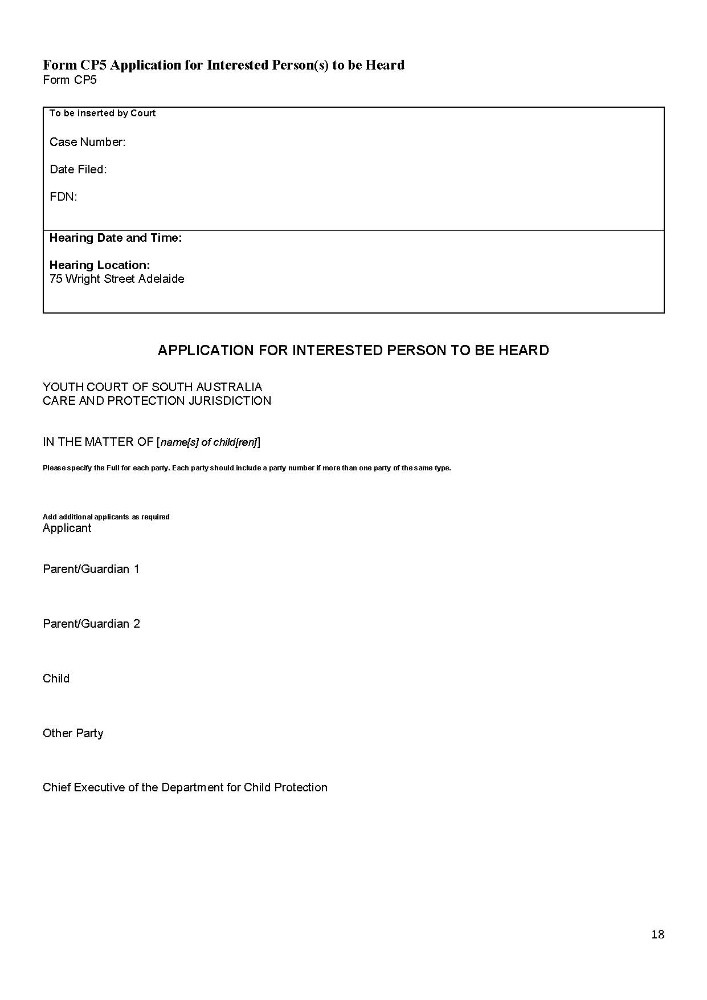 Form CP5 Application for Interested Person(s) to be Heard
Form CP5
To be inserted by Court
Case Number:
Date Filed:
FDN:
Hearing Date and Time:
Hearing Location:
75 Wright Street Adelaide
APPLICATION FOR INTERESTED PERSON TO BE HEARD
YOUTH COURT OF SOUTH AUSTRALIA
CARE AND PROTECTION JURISDICTION
IN THE MATTER OF [name[s] of child[ren]]
Please specify the Full for each party. Each party should include a party number if more than one party of the same type.
Add additional applicants as required
Applicant
Parent/Guardian 1
Parent/Guardian 2
Child
Other Party
Chief Executive of the Department for Child Protection
18